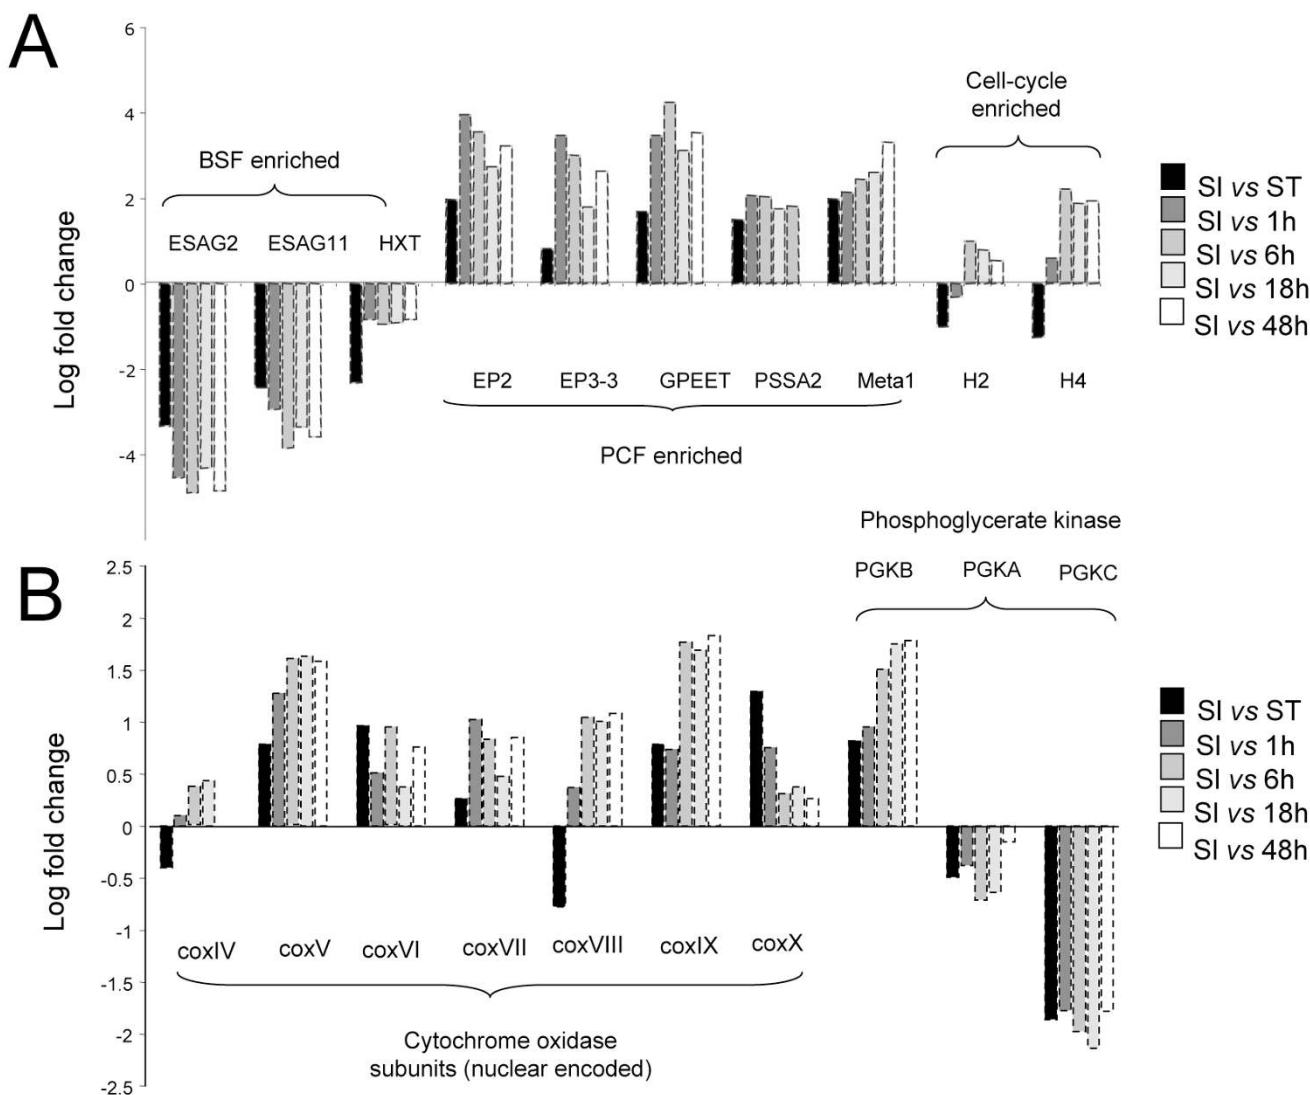 A
6
4
2
0
-2
-4
Log fold change
BSF enriched
ESAG2 ESAG11 HXT
EP2 EP3-3 GPEET PSSA2 Meta1 H2 H4
PCF enriched
Cell-cycle
enriched
SI vs ST
SI vs 1h
SI vs 6h
SI vs 18h
SI vs 48h
B
2.5
2
1.5
1
0.5
0
-0.5
-1
-1.5
-2
-2.5
Log fold change
Phosphoglycerate kinase
PGKB PGKA PGKC
coxIV coxV coxVI coxVII coxVIII coxIX coxX
Cytochrome oxidase
subunits (nuclear encoded)
SI vs ST
SI vs 1h
SI vs 6h
SI vs 18h
SI vs 48h